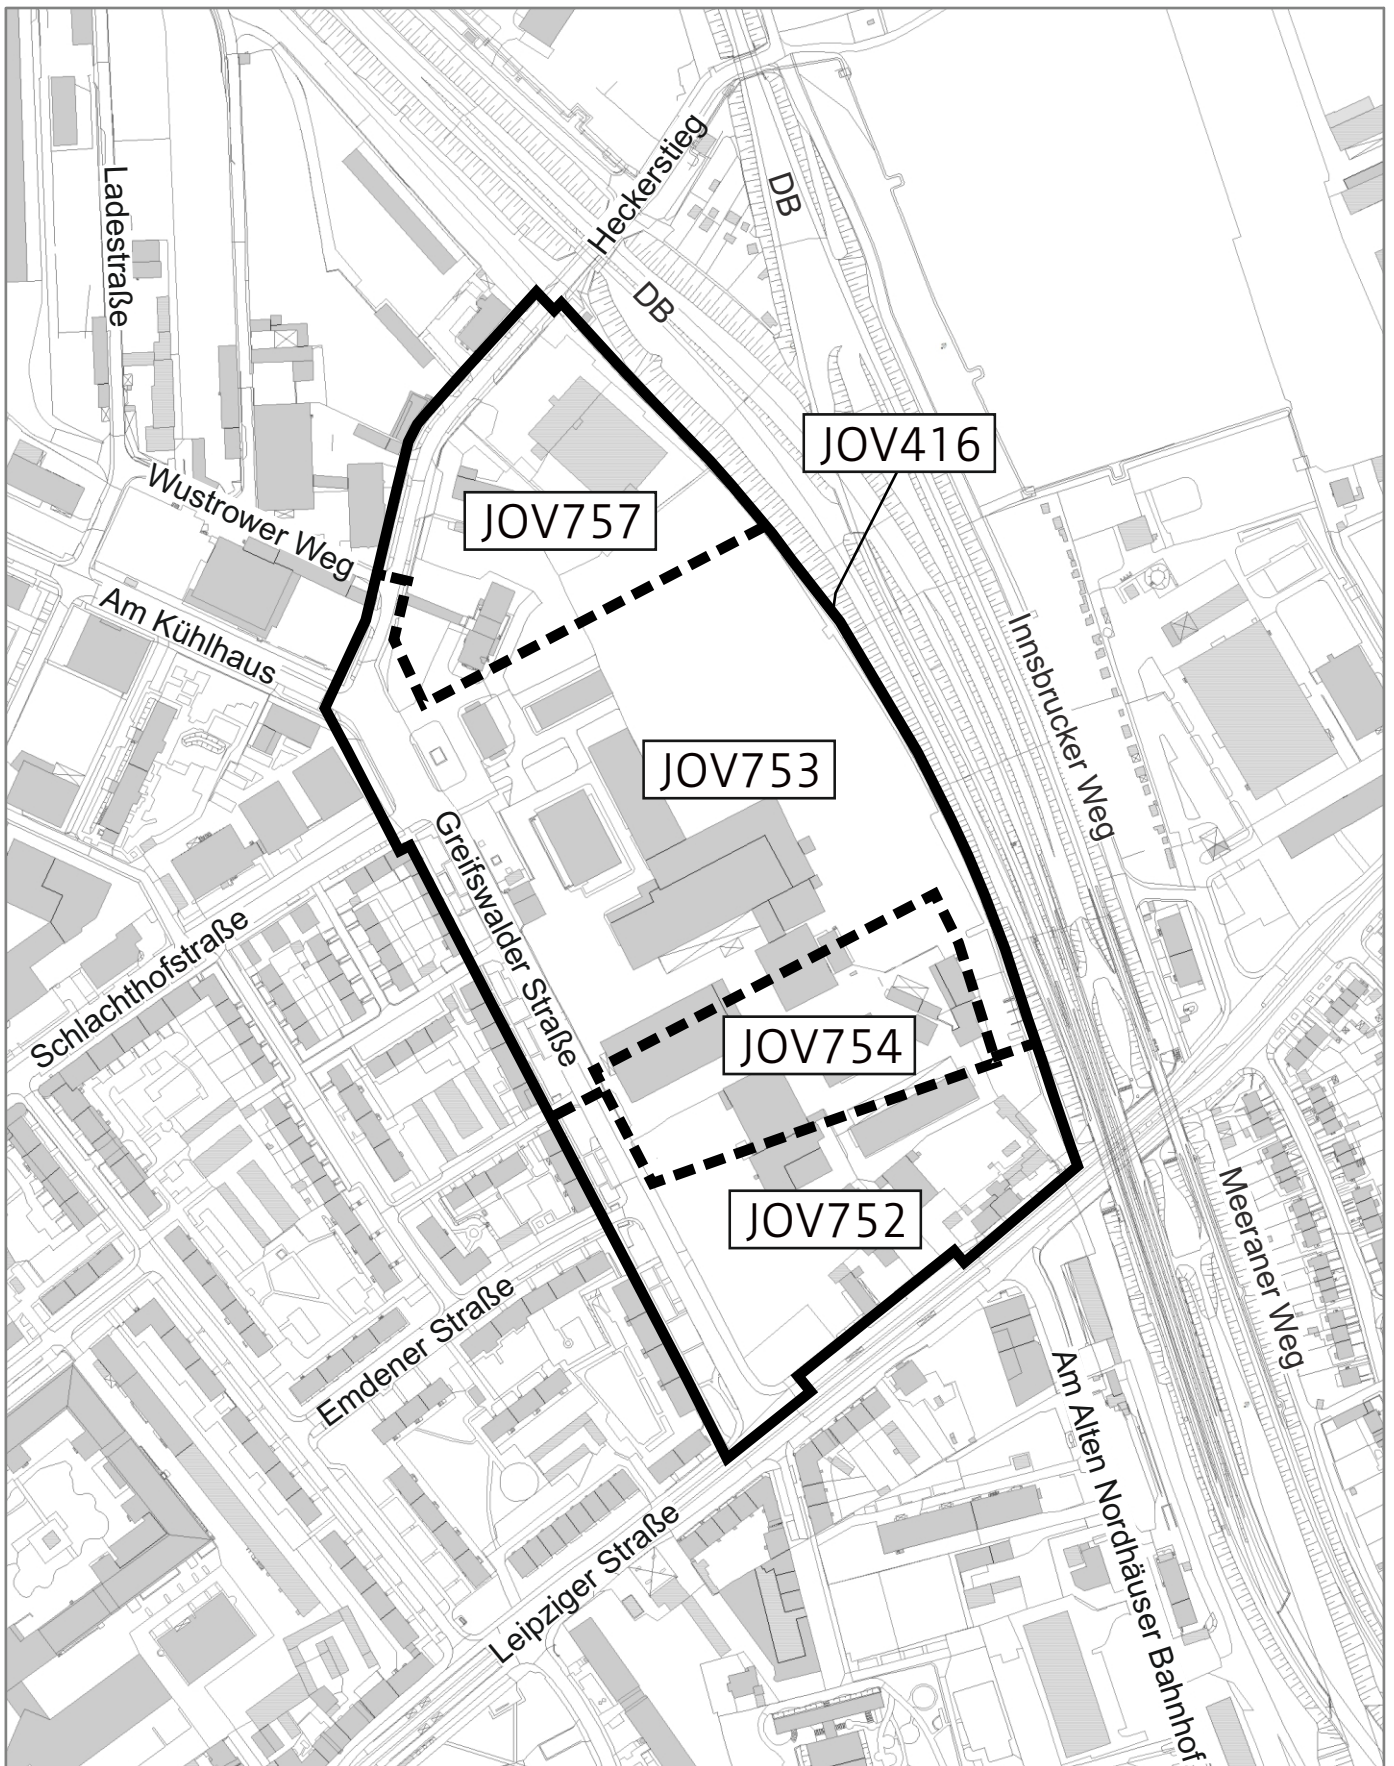 Heckerstieg
DB
DB
Ladestraße
JOV416
Wustrower Weg
JOV757
Am Kühlhaus
Innsbrucker Weg
JOV753
Greifswalder Straße
Schlachthofstraße
JOV754
JOV752
Meeraner Weg
Emdener Straße
Am Alten Nordhäuser Bahnhof
Leipziger Straße